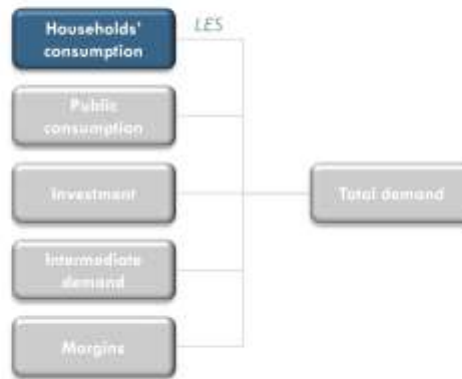 Households'
consumption
LES
Public
consumption
Investment
Total demand
Intermediate
demand
Margins